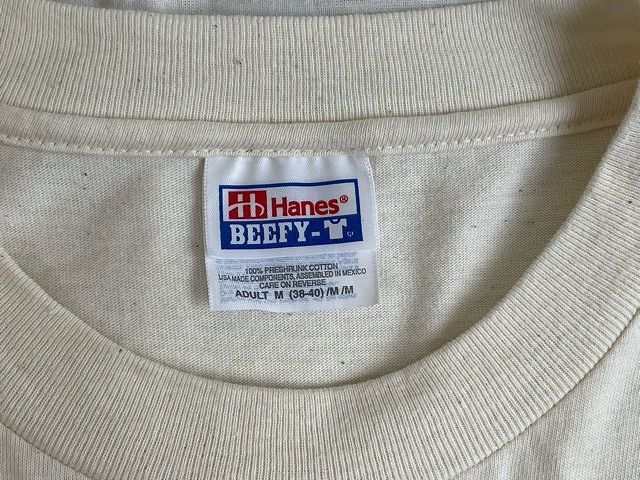 Hanes®
BEEFY-
100% PRESHRUNK COTTON
USA MADE COMPONENTS, ASSEMBLED IN MEXICO
CARE ON REVERSE
ADULT M (38-40) /M /M